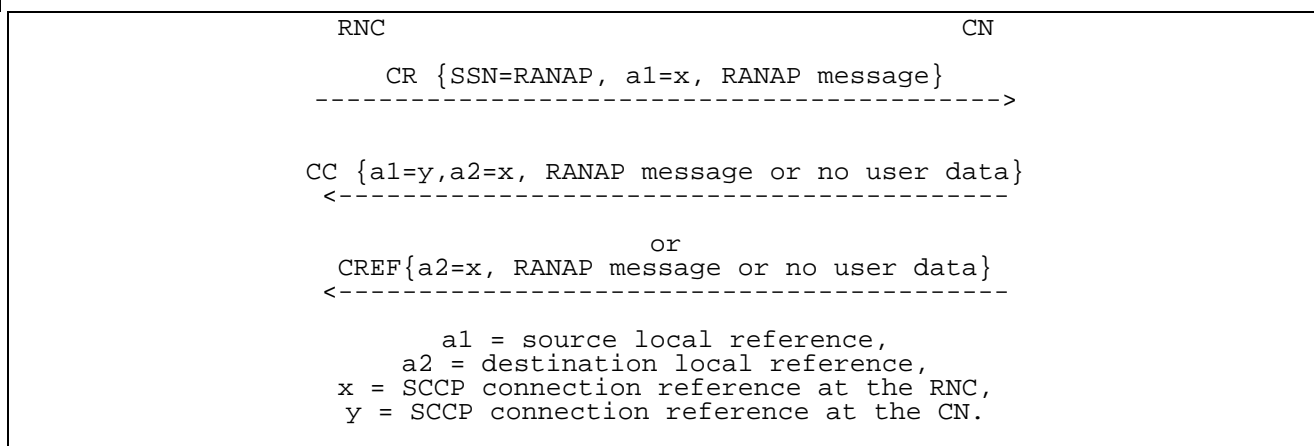 RNC CN
CR {SSN=RANAP, a1=x, RANAP message}
------------------------------------------->
CC {a1=y,a2=x, RANAP message or no user data}
<------------------------------------------
or
CREF{a2=x, RANAP message or no user data}
<------------------------------------------
a1 = source local reference,
a2 = destination local reference,
x = SCCP connection reference at the RNC,
y = SCCP connection reference at the CN.